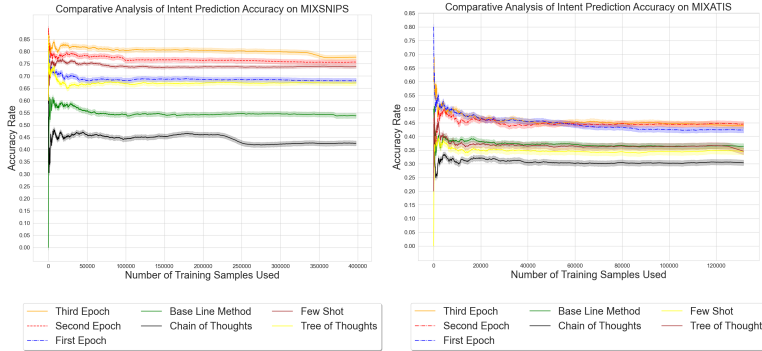 Comparative Analysis of Intent Prediction Accuracy on MIXSNIPS
Accuracy Rate
0.85
0.80
0.75
0.70
0.65
0.60
0.55
0.50
0.45
0.40
0.35
0.30
0.25
0.20
0.15
0.10
0.05
0.00
0
50000
100000
150000
200000
250000
300000
350000
400000
Number of Training Samples Used
Third Epoch
Base Line Method
Few Shot
Second Epoch
Chain of Thoughts
Tree of Thoughts
First Epoch
Comparative Analysis of Intent Prediction Accuracy on MIXATIS
Accuracy Rate
0.85
0.80
0.75
0.70
0.65
0.60
0.55
0.50
0.45
0.40
0.35
0.30
0.25
0.20
0.15
0.10
0.05
0.00
0
20000
40000
60000
80000
100000
120000
Number of Training Samples Used
Third Epoch
Base Line Method
Few Shot
Second Epoch
Chain of Thoughts
Tree of Thoughts
First Epoch